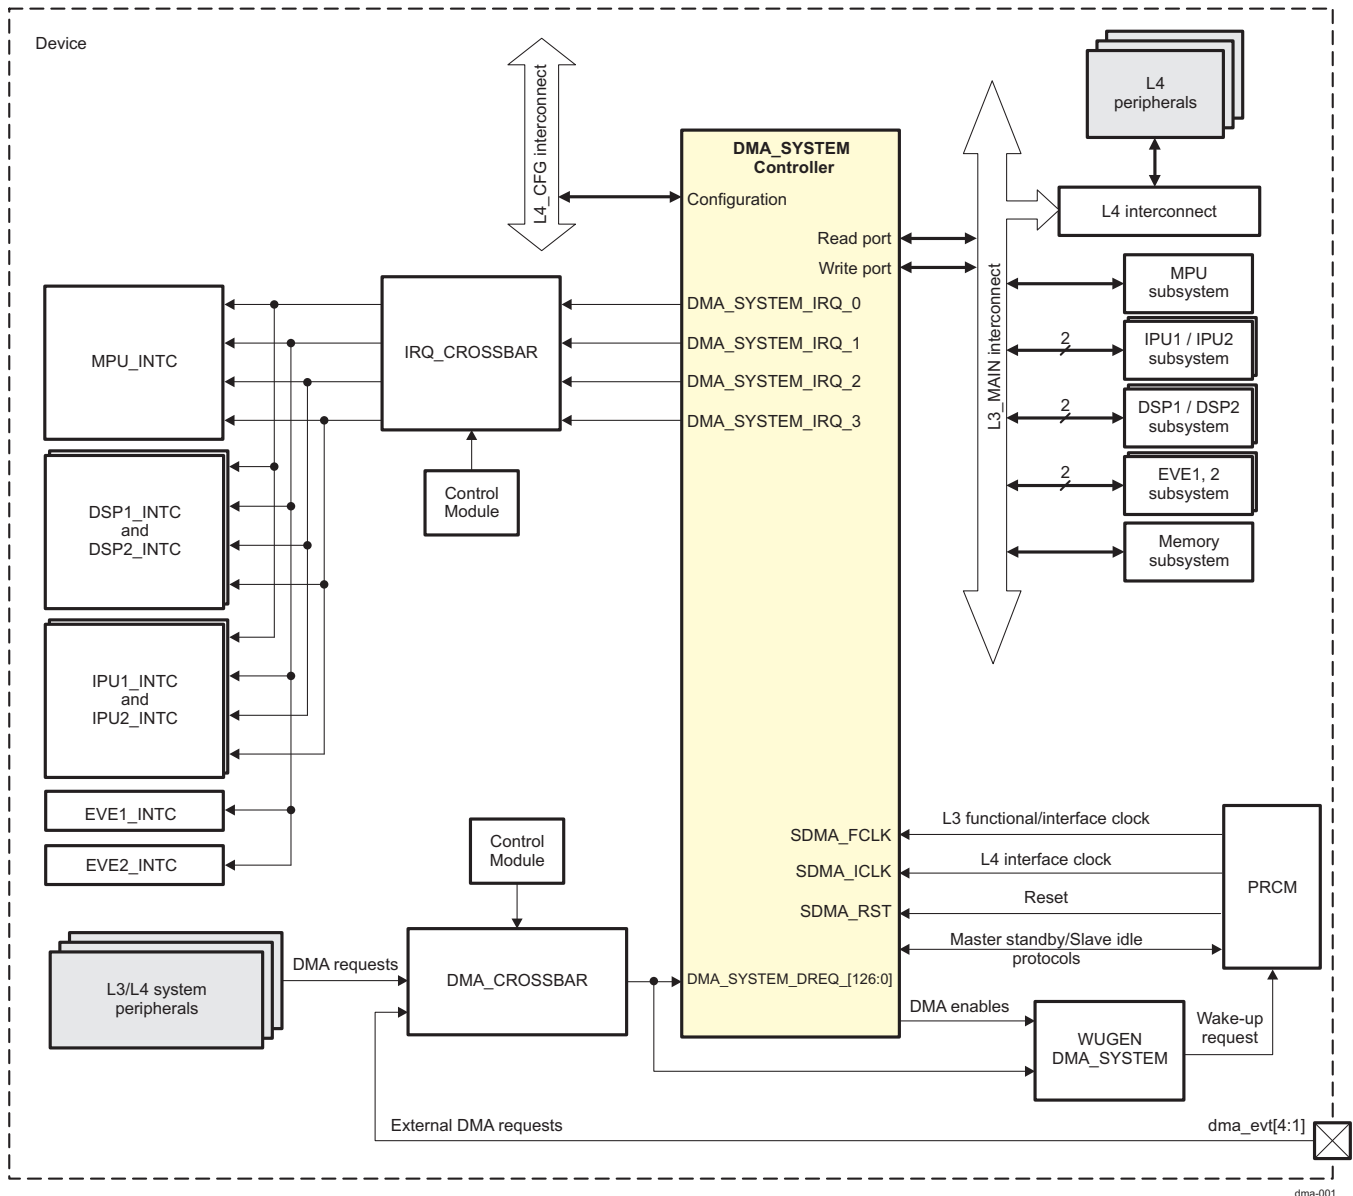 Device
L4_CFG interconnect
DMA_SYSTEM
Controller
Configuration
Read port
Write port
DMA_SYSTEM_IRQ_0
DMA_SYSTEM_IRQ_1
DMA_SYSTEM_IRQ_2
DMA_SYSTEM_IRQ_3
L3_MAIN interconnect
L4
peripherals
L4 interconnect
MPU
subsystem
2
IPU1 / IPU2
subsystem
2
DSP1 / DSP2
subsystem
2
EVE1, 2
subsystem
Memory
subsystem
MPU_INTC
IRQ_CROSSBAR
Control
Module
DSP1_INTC
and
DSP2_INTC
IPU1_INTC
and
IPU2_INTC
EVE1_INTC
EVE2_INTC
Control
Module
SDMA_FCLK
SDMA_ICLK
SDMA_RST
L3 functional/interface clock
L4 interface clock
Reset
Master standby/Slave idle
protocols
PRCM
L3/L4 system
peripherals
DMA requests
DMA_CROSSBAR
DMA_SYSTEM_DREQ_[126:0]
DMA enables
WUGEN
DMA_SYSTEM
Wake-up
request
External DMA requests
dma_evt[4:1]
dma-001